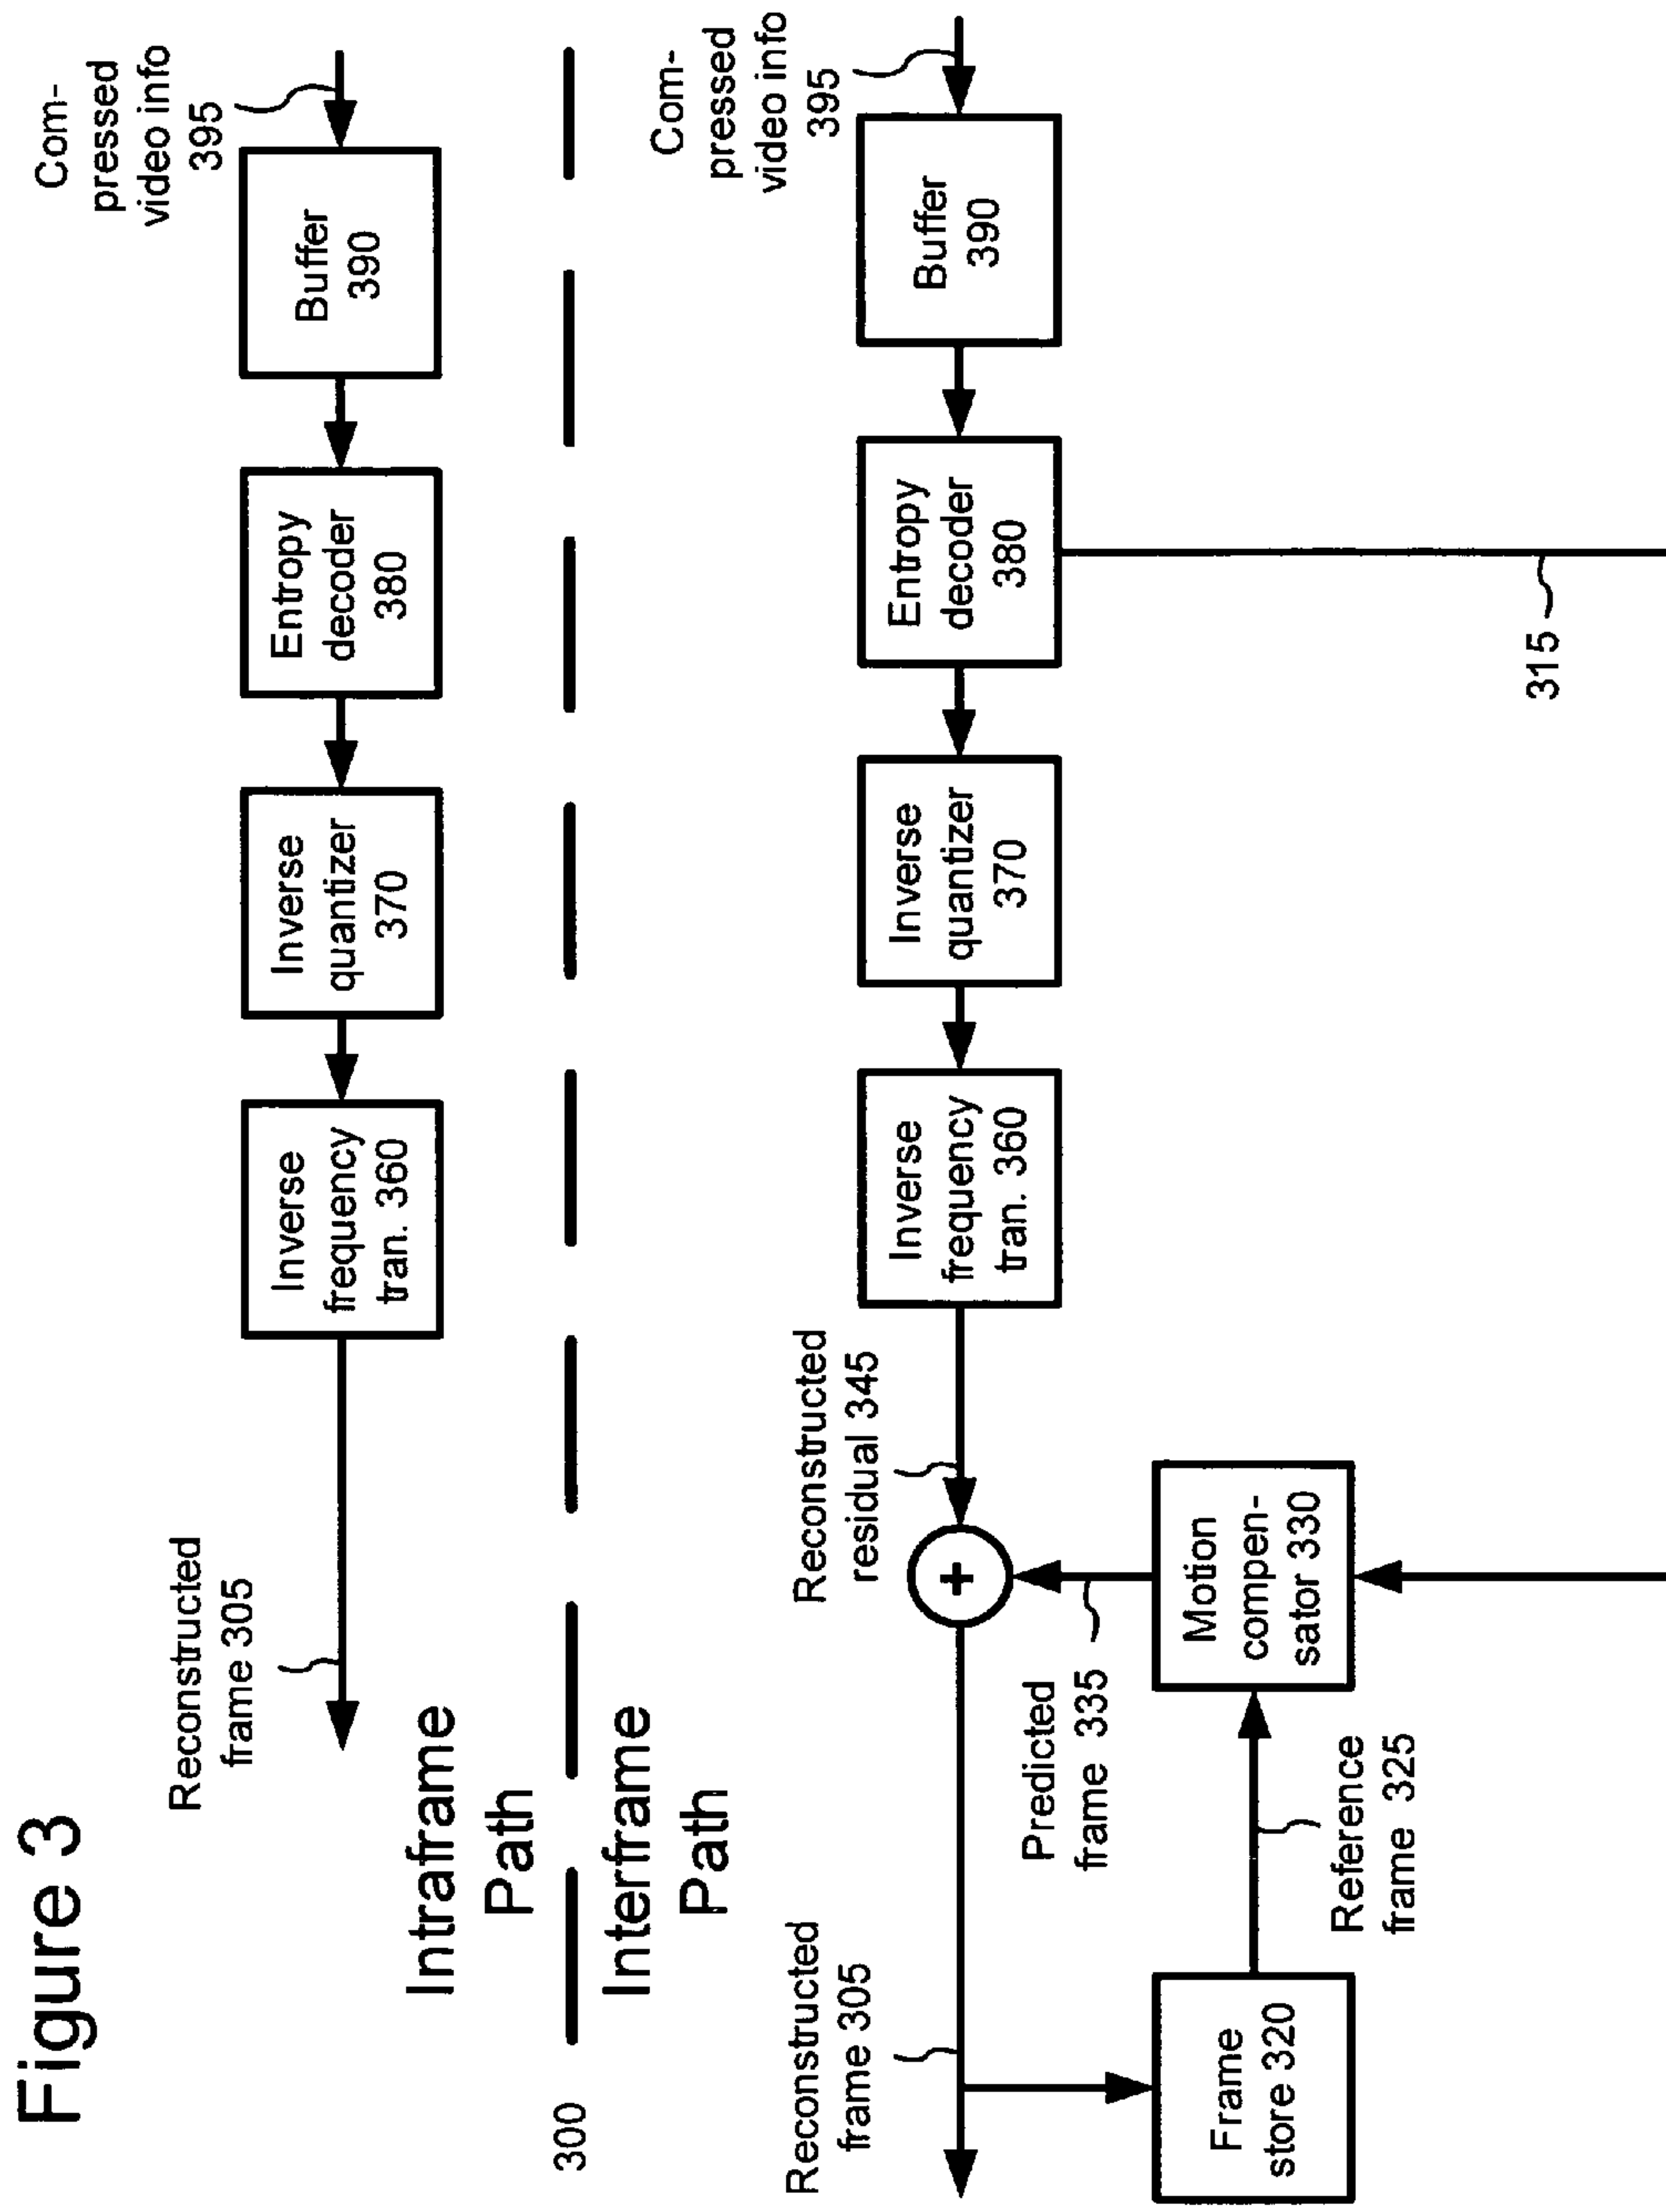 Figure 3
Reconstructed
frame 305
Inverse
frequency
tran. 360
Inverse
quantizer
370
Entropy
decoder
380
Buffer
390
Com-
pressed
video info
395
Intraframe
Path
300
Interframe
Path
Reconstructed
frame 305
Reconstructed
residual 345
+
Inverse
frequency
tran. 360
Inverse
quantizer
370
Entropy
decoder
380
Buffer
390
Com-
pressed
video info
395
Predicted
frame 335
Frame
store 320
Reference
frame 325
Motion
compen-
sator 330
315